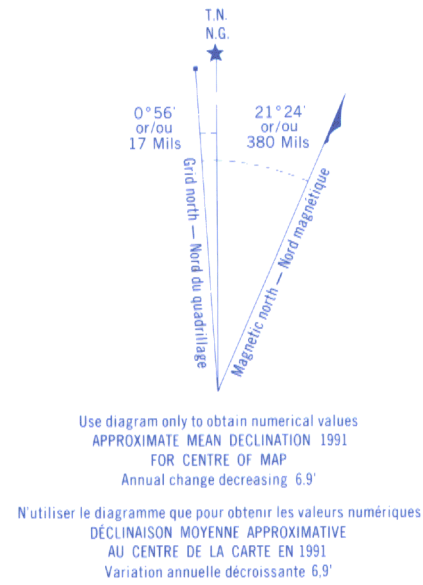 T.N.
N.G.
0°56'
or/ou
17 Mils
21°24'
or/ou
380 Mils
Grid north — Nord du quadrillage
Magnetic north — Nord magnétique
Use diagram only to obtain numerical values
APPROXIMATE MEAN DECLINATION 1991
FOR CENTRE OF MAP
Annual change decreasing 6.9'
N'utiliser le diagramme que pour obtenir les valeurs numériques
DÉCLINAISON MOYENNE APPROXIMATIVE
AU CENTRE DE LA CARTE EN 1991
Variation annuelle décroissante 6,9'